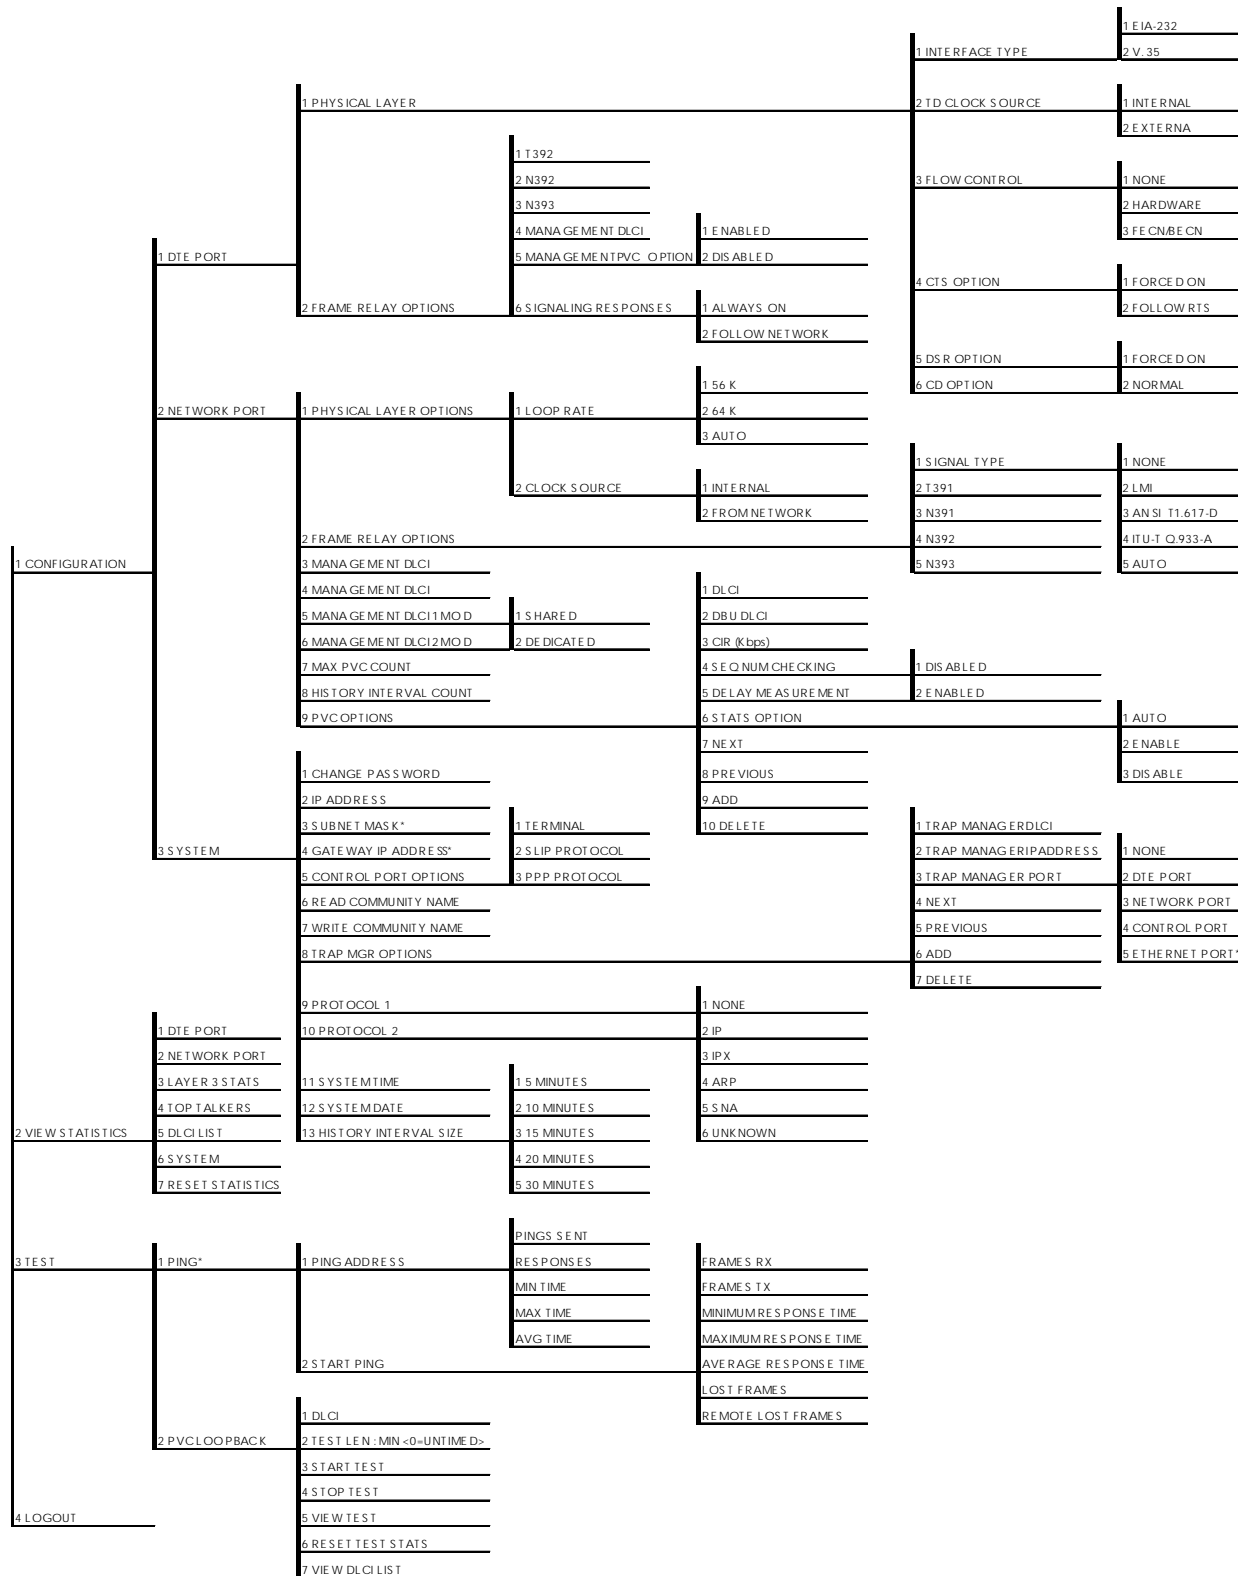 1 EIA-232
1 INTERFACE TYPE 2 V.35
1 PHYSICAL LAYER 2 TD CLOCK SOURCE 1 INTERNAL
2 EXTERNA
1 T392
2 N392 3 FLOW CONTROL 1 NONE
3 N393 2 HARDWARE
4 MANAGEMENT DLCI 1 ENABLED 3 FECN/BECN
1 DTE PORT 5 MANAGEMENT PVC OPTION 2 DISABLED
4 CTS OPTION 1 FORCED ON
2 FRAME RELAY OPTIONS 6 SIGNALING RESPONSES 1 ALWAYS ON 2 FOLLOW RTS
2 FOLLOW NETWORK
5 DSR OPTION 1 FORCED ON
1 56 K 6 CD OPTION 2 NORMAL
2 NETWORK PORT 1 PHYSICAL LAYER OPTIONS 1 LOOP RATE 2 64 K
3 AUTO
1 SIGNAL TYPE 1 NONE
2 CLOCK SOURCE 1 INTERNAL 2 T391 2 LMI
2 FROM NETWORK 3 N391 3 ANSI T1.617-D
2 FRAME RELAY OPTIONS 4 N392 4 ITU-T Q.933-A
1 CONFIGURATION 3 MANAGEMENT DLCI 5 N393 5 AUTO
4 MANAGEMENT DLCI 1 DLCI
5 MANAGEMENT DLCI 1 MOD 1 SHARED 2 DBU DLCI
6 MANAGEMENT DLCI 2 MOD 2 DEDICATED 3 CIR (Kbps)
7 MAX PVC COUNT 4 SEQ NUM CHECKING 1 DISABLED
8 HISTORY INTERVAL COUNT 5 DELAY MEASUREMENT 2 ENABLED
9 PVC OPTIONS 6 STATS OPTION 1 AUTO
7 NEXT 2 ENABLE
1 CHANGE PASSWORD 8 PREVIOUS 3 DISABLE
2 IP ADDRESS 9 ADD
3 SUBNET MASK* 1 TERMINAL 10 DELETE 1 TRAP MANAGER DLCI
3 SYSTEM 4 GATEWAY IP ADDRESS* 2 SLIP PROTOCOL 2 TRAP MANAGER IP ADDRESS 1 NONE
5 CONTROL PORT OPTIONS 3 PPP PROTOCOL 3 TRAP MANAGER PORT 2 DTE PORT
6 READ COMMUNITY NAME 4 NEXT 3 NETWORK PORT
7 WRITE COMMUNITY NAME 5 PREVIOUS 4 CONTROL PORT
8 TRAP MGR OPTIONS 6 ADD 5 ETHERNET PORT*
7 DELETE
9 PROTOCOL 1 1 NONE
1 DTE PORT 10 PROTOCOL 2 2 IP
2 NETWORK PORT 3 IPX
3 LAYER 3 STATS 11 SYSTEM TIME 1 5 MINUTES 4 ARP
4 TOP TALKERS 12 SYSTEM DATE 2 10 MINUTES 5 SNA
2 VIEW STATISTICS 5 DLCI LIST 13 HISTORY INTERVAL SIZE 3 15 MINUTES 6 UNKNOWN
6 SYSTEM 4 20 MINUTES
7 RESET STATISTICS 5 30 MINUTES
PINGS SENT
3 TEST 1 PING* 1 PING ADDRESS RESPONSES FRAMES RX
MIN TIME FRAMES TX
MAX TIME MINIMUM RESPONSE TIME
AVG TIME MAXIMUM RESPONSE TIME
2 START PING AVERAGE RESPONSE TIME
LOST FRAMES
1 DLCI REMOTE LOST FRAMES
2 PVC LOOPBACK 2 TEST LEN : MIN <0=UNTIMED>
3 START TEST
4 STOP TEST
4 LOGOUT 5 VIEW TEST
6 RESET TEST STATS
7 VIEW DLCI LIST